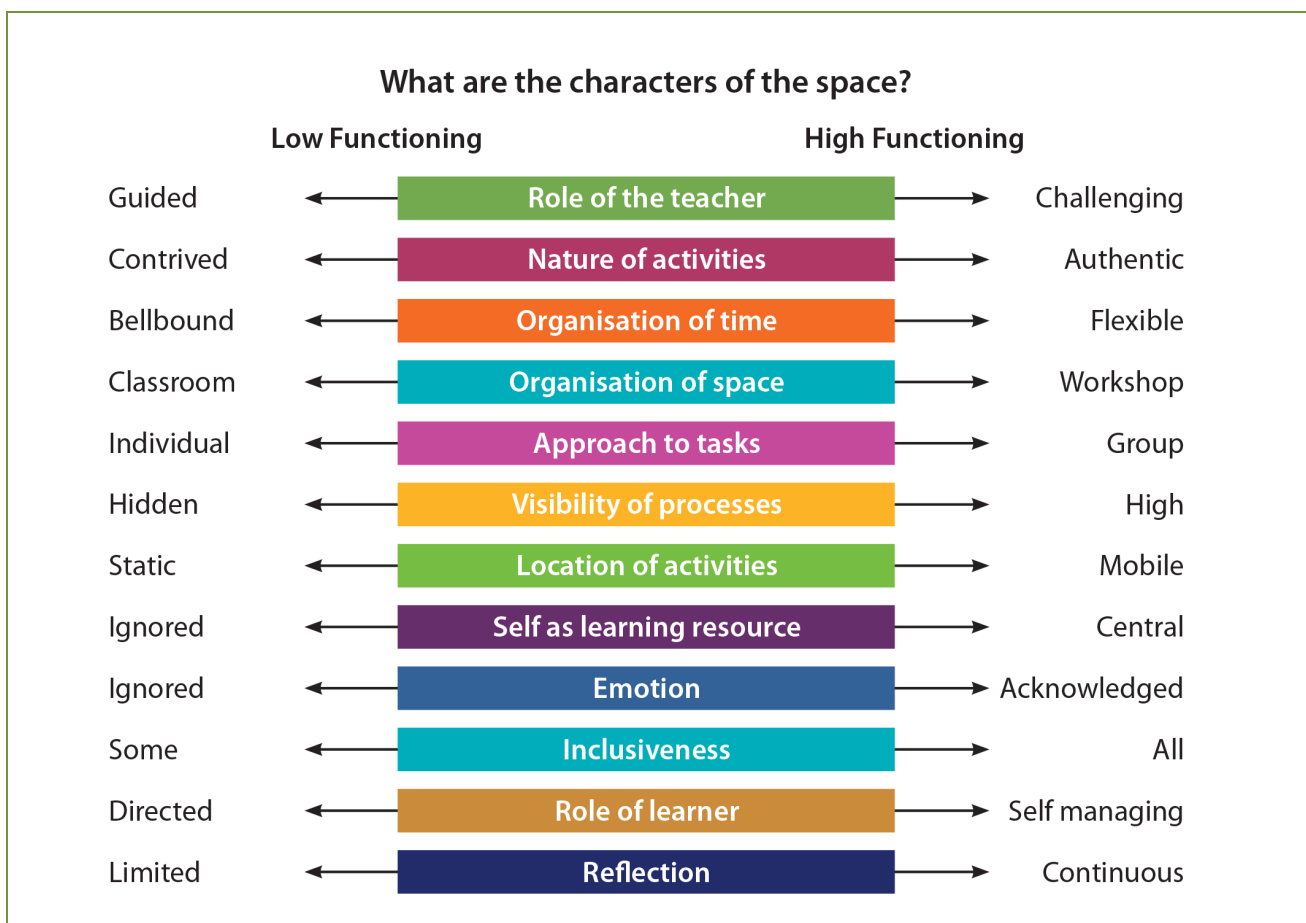 What are the characters of the space?
Low Functioning High Functioning
Guided Role of the teacher Challenging
Contrived Nature of activities Authentic
Bellbound Organisation of time Flexible
Classroom Organisation of space Workshop
Individual Approach to tasks Group
Hidden Visibility of processes High
Static Location of activities Mobile
Ignored Self as learning resource Central
Ignored Emotion Acknowledged
Some Inclusiveness All
Directed Role of learner Self managing
Limited Reflection Continuous